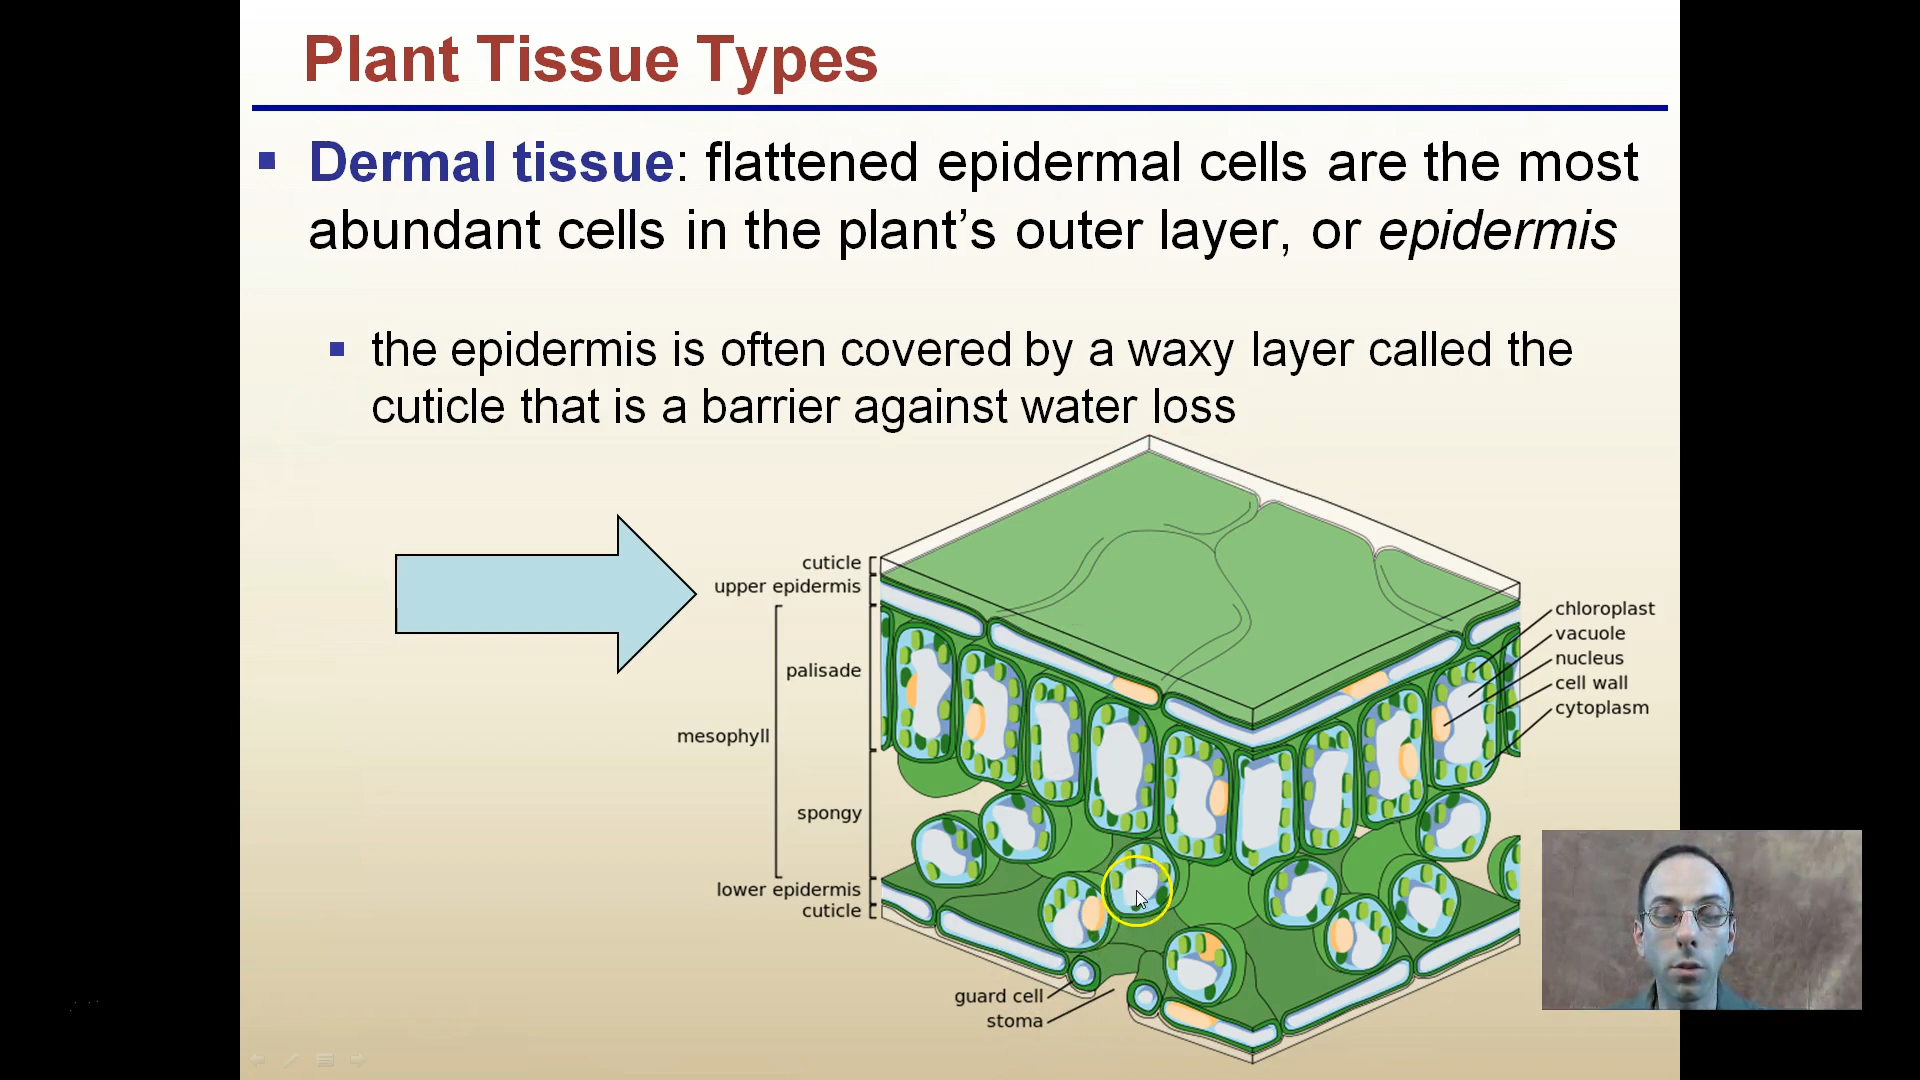 Plant Tissue Types
Dermal tissue: flattened epidermal cells are the most
abundant cells in the plant’s outer layer, or epidermis
the epidermis is often covered by a waxy layer called the
cuticle that is a barrier against water loss
cuticle
upper epidermis
palisade
mesophyll
spongy
lower epidermis
cuticle
guard cell
stoma
chloroplast
vacuole
nucleus
cell wall
cytoplasm